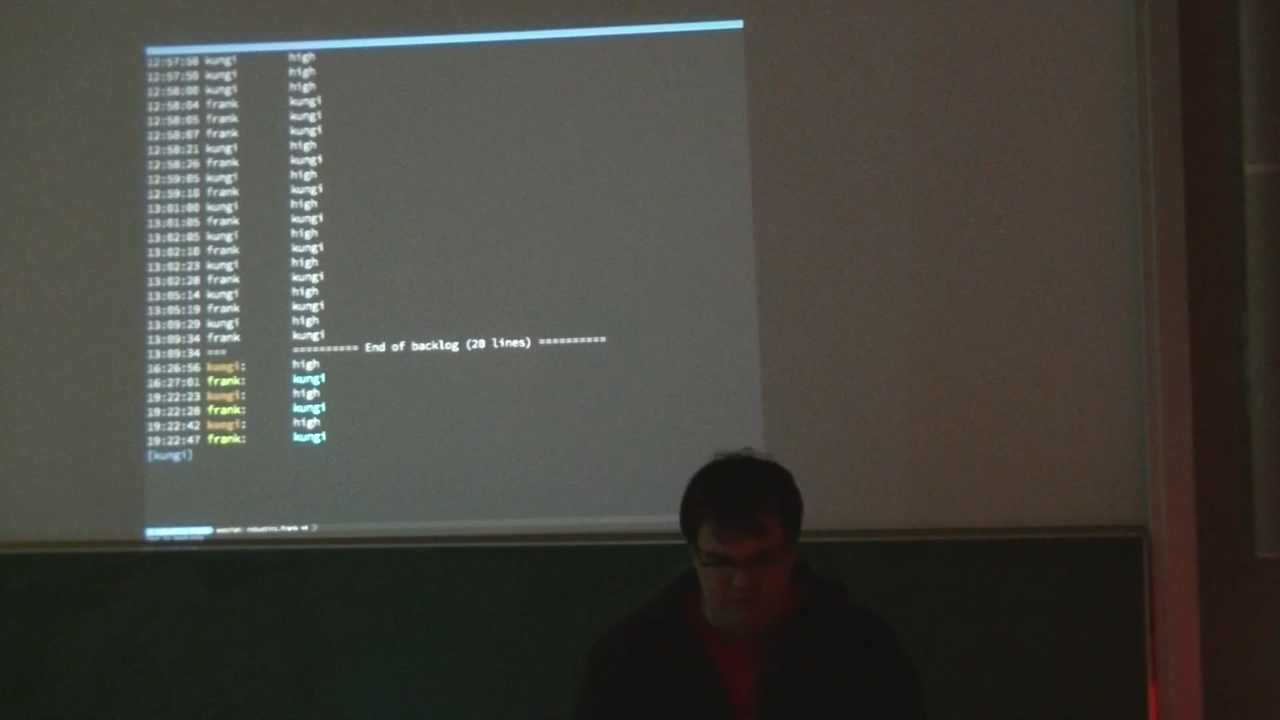 12:57:58 kungi high
12:57:59 kungi high
12:58:00 kungi high
12:58:04 frank kungi
12:58:05 frank kungi
12:58:07 frank kungi
12:58:21 kungi high
12:58:26 frank kungi
12:59:05 kungi high
12:59:10 frank kungi
13:01:00 kungi high
13:01:05 frank kungi
13:02:05 kungi high
13:02:10 frank kungi
13:02:23 kungi high
13:02:28 frank kungi
13:05:14 kungi high
13:05:19 frank kungi
13:09:29 kungi high
13:09:34 frank kungi
13:09:34 === ========== End of backlog (20 lines) ==========
16:26:56 kungi: high
16:27:01 frank: kungi
19:22:23 kungi: high
19:22:28 frank: kungi
19:22:42 kungi: high
19:22:47 frank: kungi
[kungi]